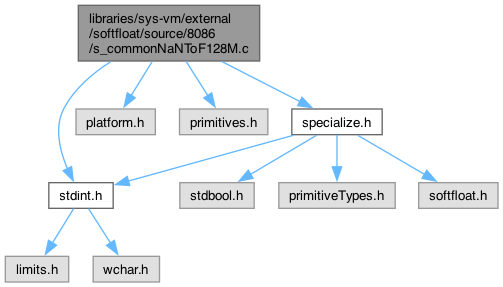 libraries/sys-vm/external
/softfloat/source/8086
/s_commonNaNToF128M.c
platform.h
primitives.h
specialize.h
stdint.h
stdbool.h
primitiveTypes.h
softfloat.h
limits.h
wchar.h